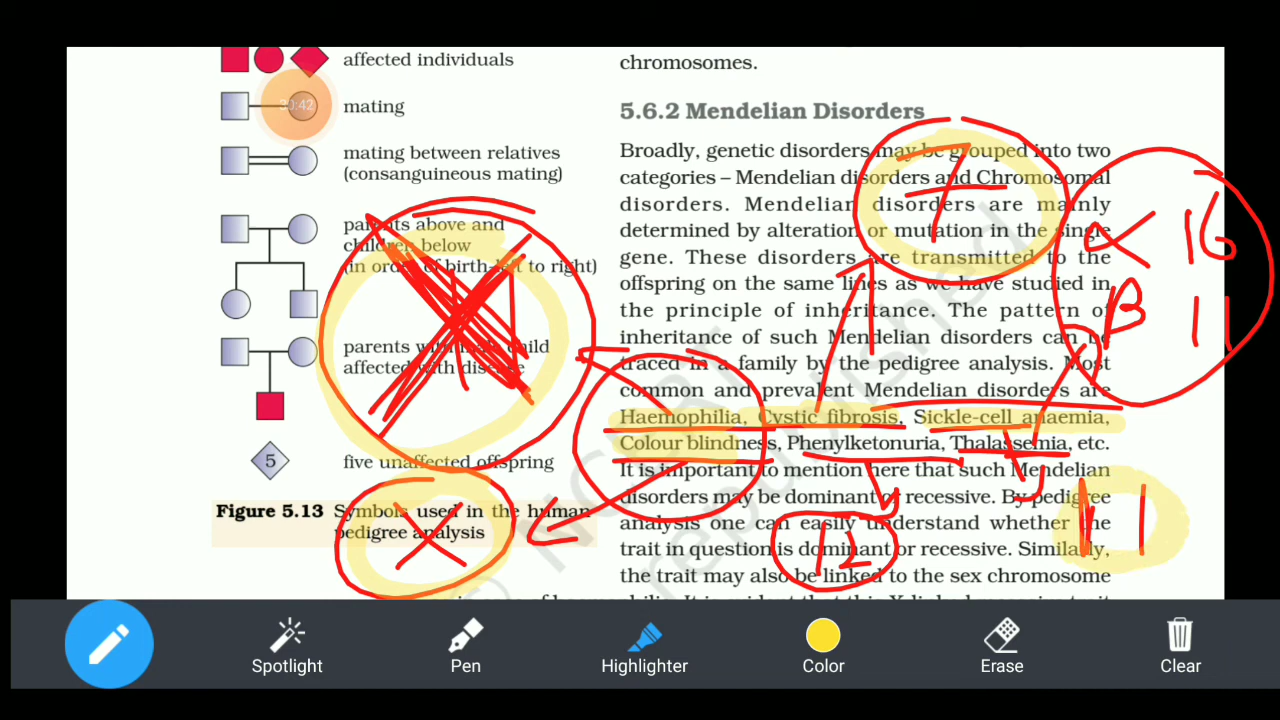 affected individuals
30:42
mating
mating between relatives
(consanguineous mating)
parents above and
children below
(in order of birth-left to right)
parents with male child
affected with disease
5
five unaffected offspring
Figure 5.13 Symbols used in the human
pedigree analysis
chromosomes.
5.6.2 Mendelian Disorders
Broadly, genetic disorders may be grouped into two
categories – Mendelian disorders and Chromosomal
disorders. Mendelian disorders are mainly
determined by alteration or mutation in the single
gene. These disorders are transmitted to the
offspring on the same lines as we have studied in
the principle of inheritance. The pattern of
inheritance of such Mendelian disorders can be
traced in a family by the pedigree analysis. Most
common and prevalent Mendelian disorders are
Haemophilia, Cystic fibrosis, Sickle-cell anaemia,
Colour blindness, Phenylketonuria, Thalassemia, etc.
It is important to mention here that such Mendelian
disorders may be dominant or recessive. By pedigree
analysis one can easily understand whether the
trait in question is dominant or recessive. Similarly,
the trait may also be linked to the sex chromosome
7
α 16
β 11
X
12
11
Spotlight
Pen
Highlighter
Color
Erase
Clear